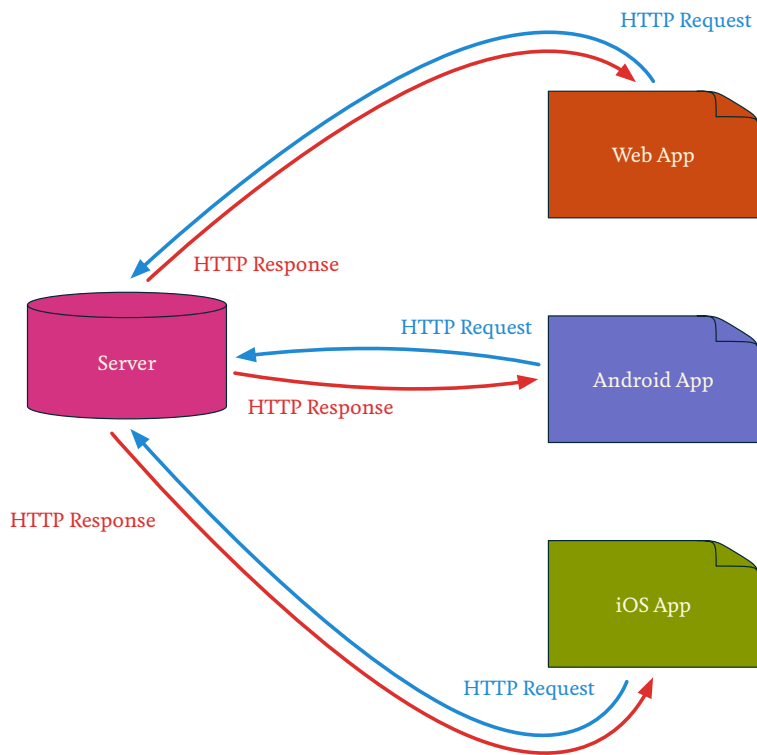 HTTP Request
Web App
HTTP Response
HTTP Request
Server
Android App
HTTP Response
HTTP Response
iOS App
HTTP Request